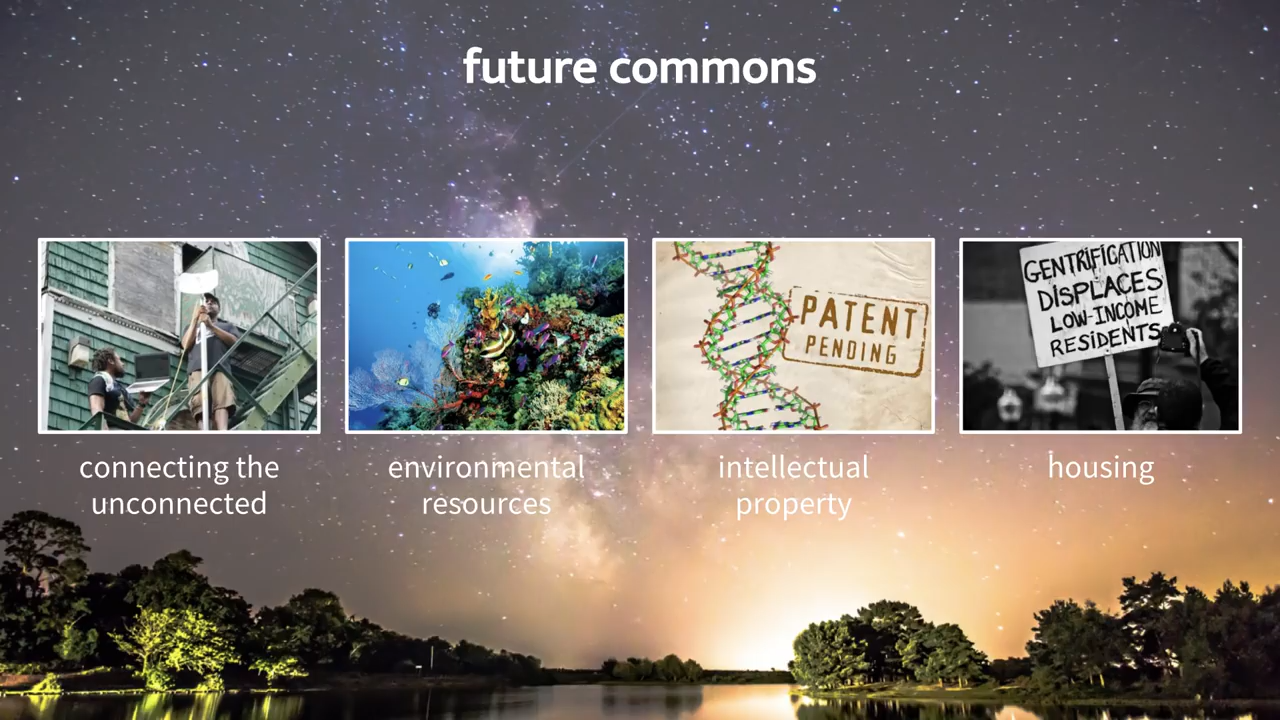 future commons
PATENT
PENDING
GENTRIFICATION
DISPLACES
LOW-INCOME
RESIDENTS
connecting the
unconnected
environmental
resources
intellectual
property
housing